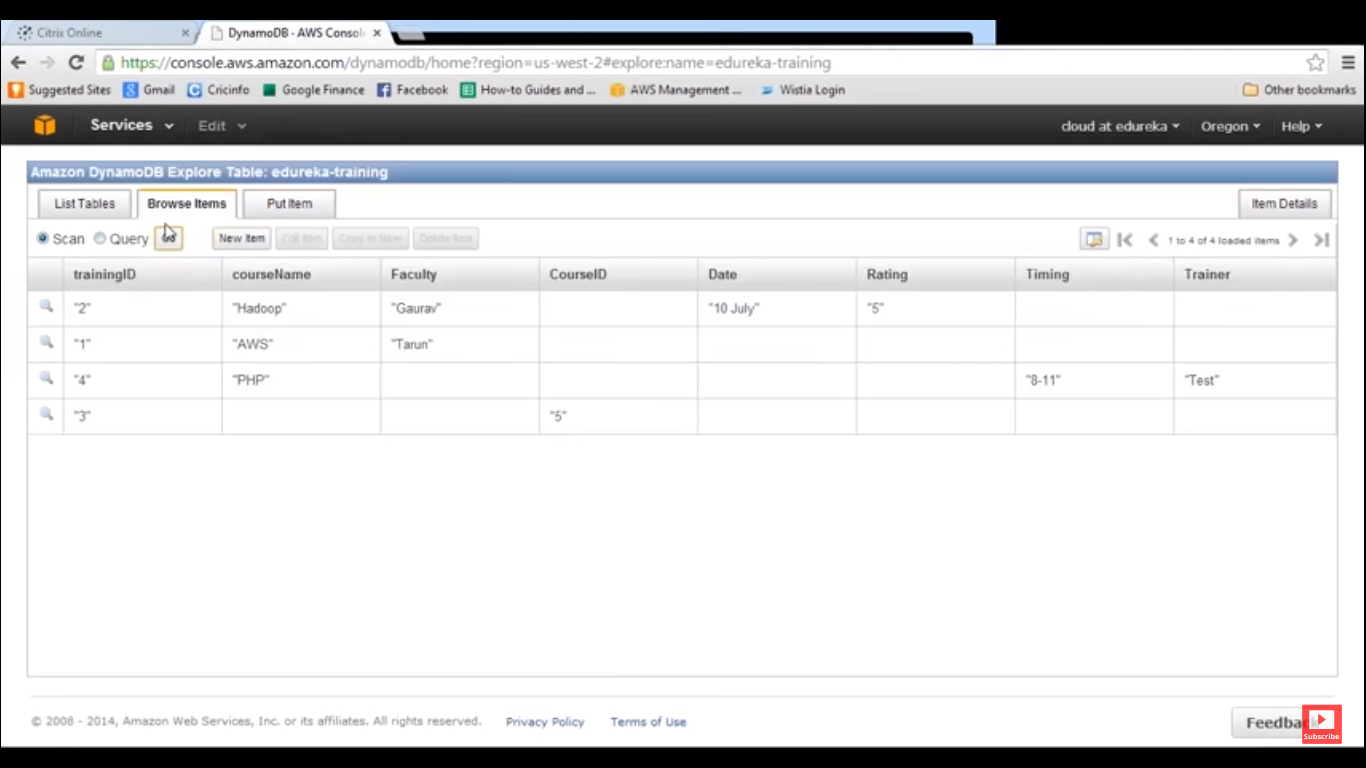 Citrix Online DynamoDB - AWS Consol
https://console.aws.amazon.com/dynamodb/home?region=us-west-2#explore:name=edureka-training
Suggested Sites Gmail Cricinfo Google Finance Facebook How-to Guides and ... AWS Management ... Wistia Login Other bookmarks
Services Edit cloud at edureka Oregon Help
Amazon DynamoDB Explore Table: edureka-training
List Tables Browse Items Put Item Item Details
Scan Query Go New Item Edit Item Copy to New Delete Item 1 to 4 of 4 loaded items
trainingID courseName Faculty CourseID Date Rating Timing Trainer
"2" "Hadoop" "Gaurav" "10 July" "5"
"1" "AWS" "Tarun"
"4" "PHP" "8-11" "Test"
"3" "5"
© 2008 - 2014, Amazon Web Services, Inc. or its affiliates. All rights reserved. Privacy Policy Terms of Use Feedbac
Subscribe